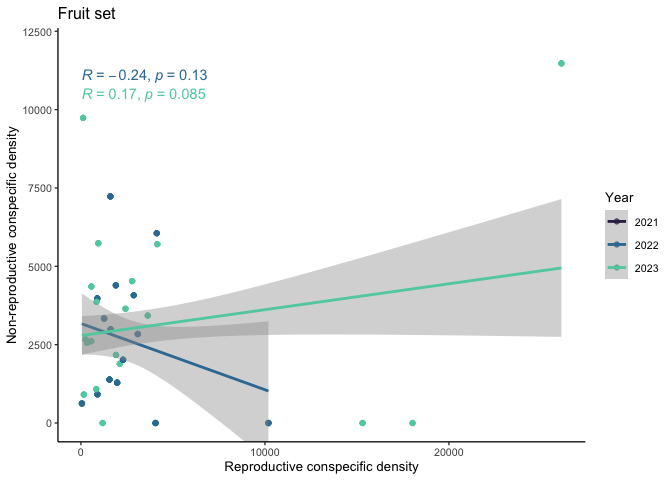 Fruit set
R = −0.24, p = 0.13
R = 0.17, p = 0.085
12500
10000
7500
5000
2500
0
Non-reproductive conspecific density
0
10000
20000
Reproductive conspecific density
Year
2021
2022
2023